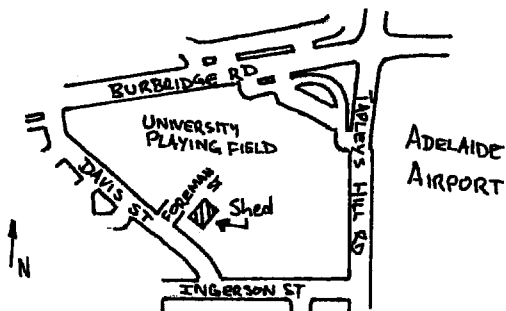 BURBRIDGE RD
UNIVERSITY
PLAYING FIELD
TAPLEYS HILL RD
ADELAIDE
AIRPORT
DAVIS ST
FOREMAN ST
Shed
N
INGERSON ST